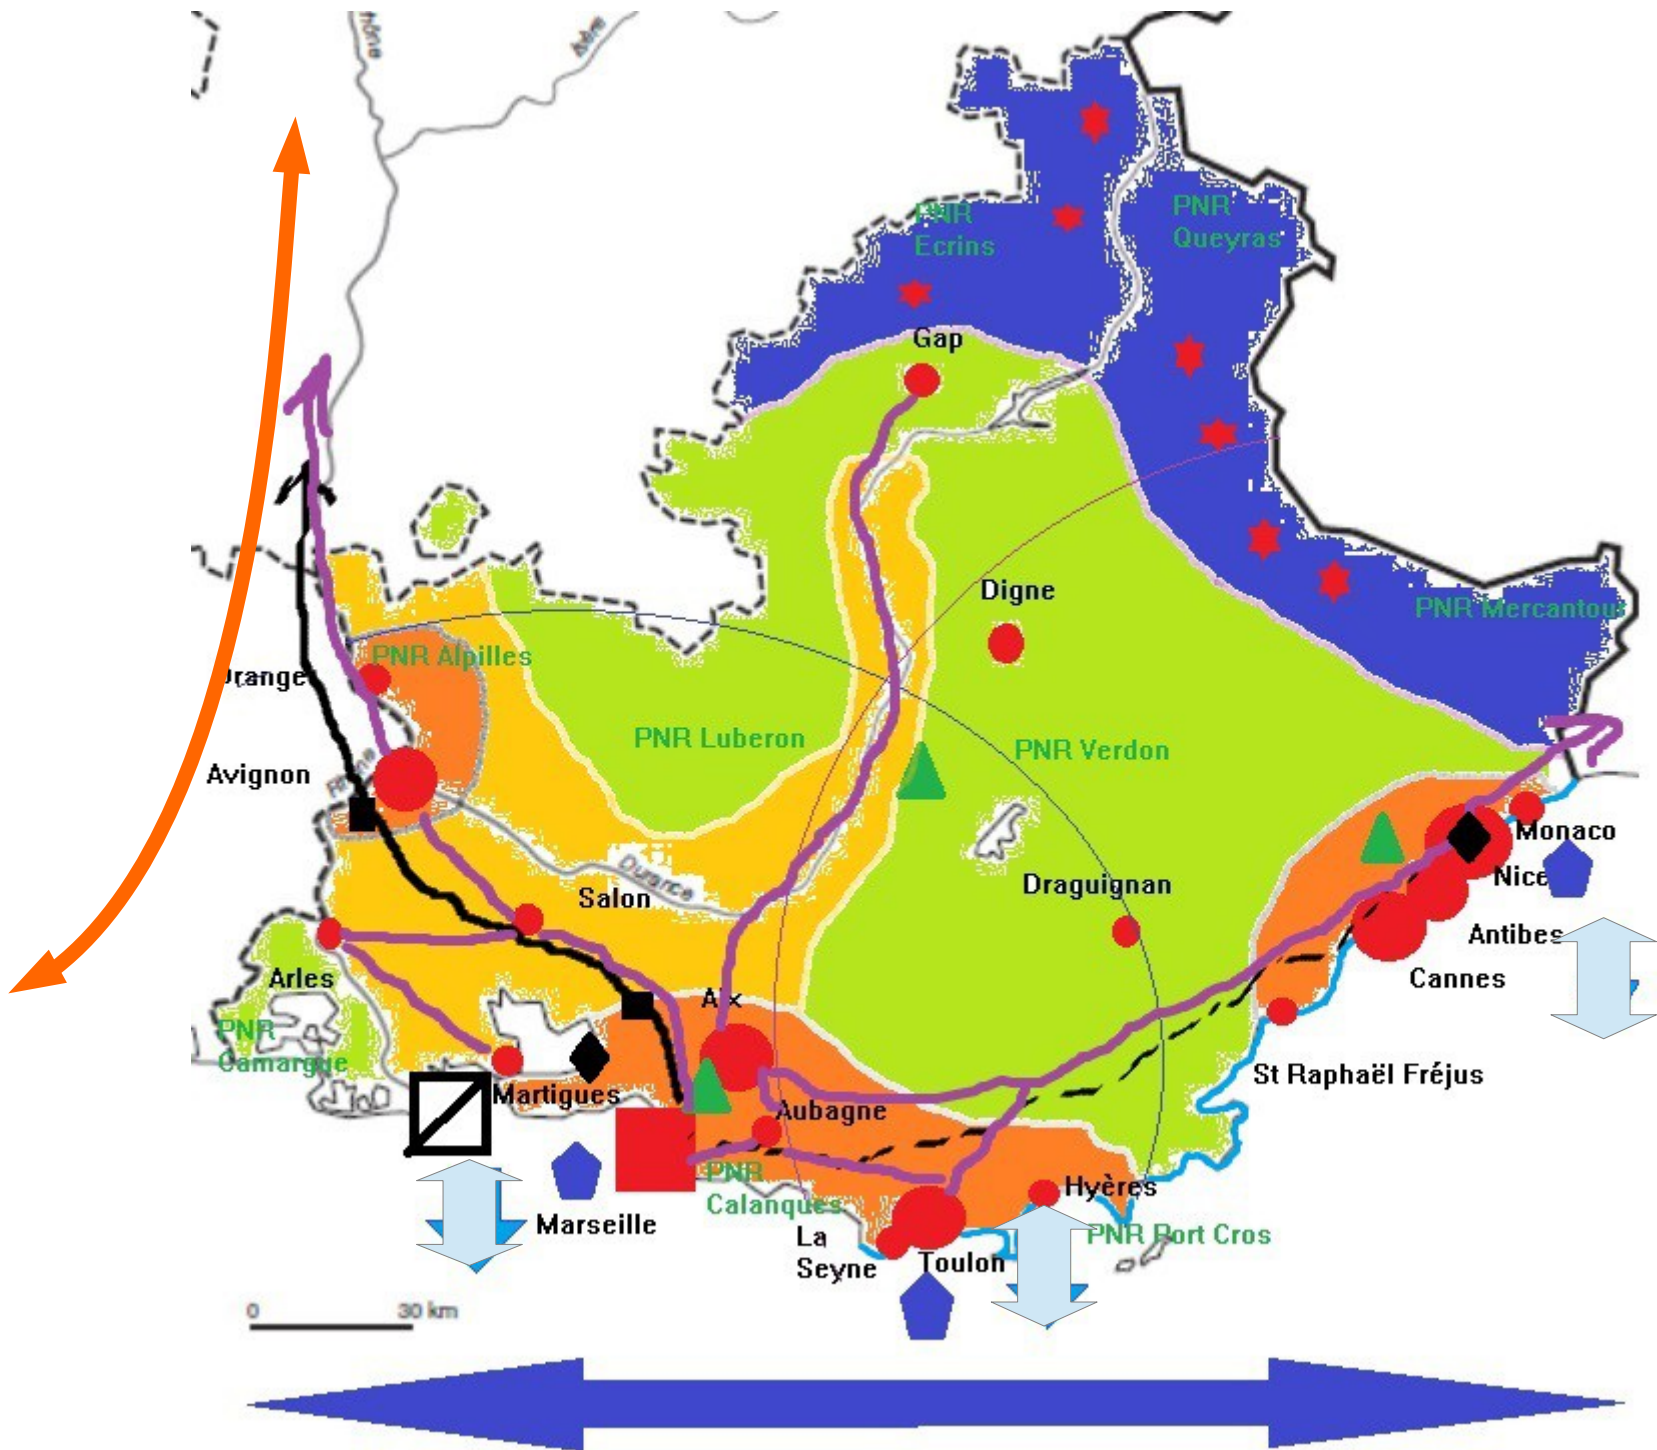 Isère
PNR
Ecrins
PNR
Queyras
Gap
Digne
PNR Mercantour
PNR Alpilles
PNR Luberon
PNR Verdon
Avignon
Durance
Salon
Draguignan
Monaco
Nice
Antibes
Cannes
Arles
Aix
PNR
Camargue
St Raphaël Fréjus
Martigues
Aubagne
PNR
Calanques
Hyères
Marseille
La
Seyne
Toulon
PNR Port Cros
0 30 km